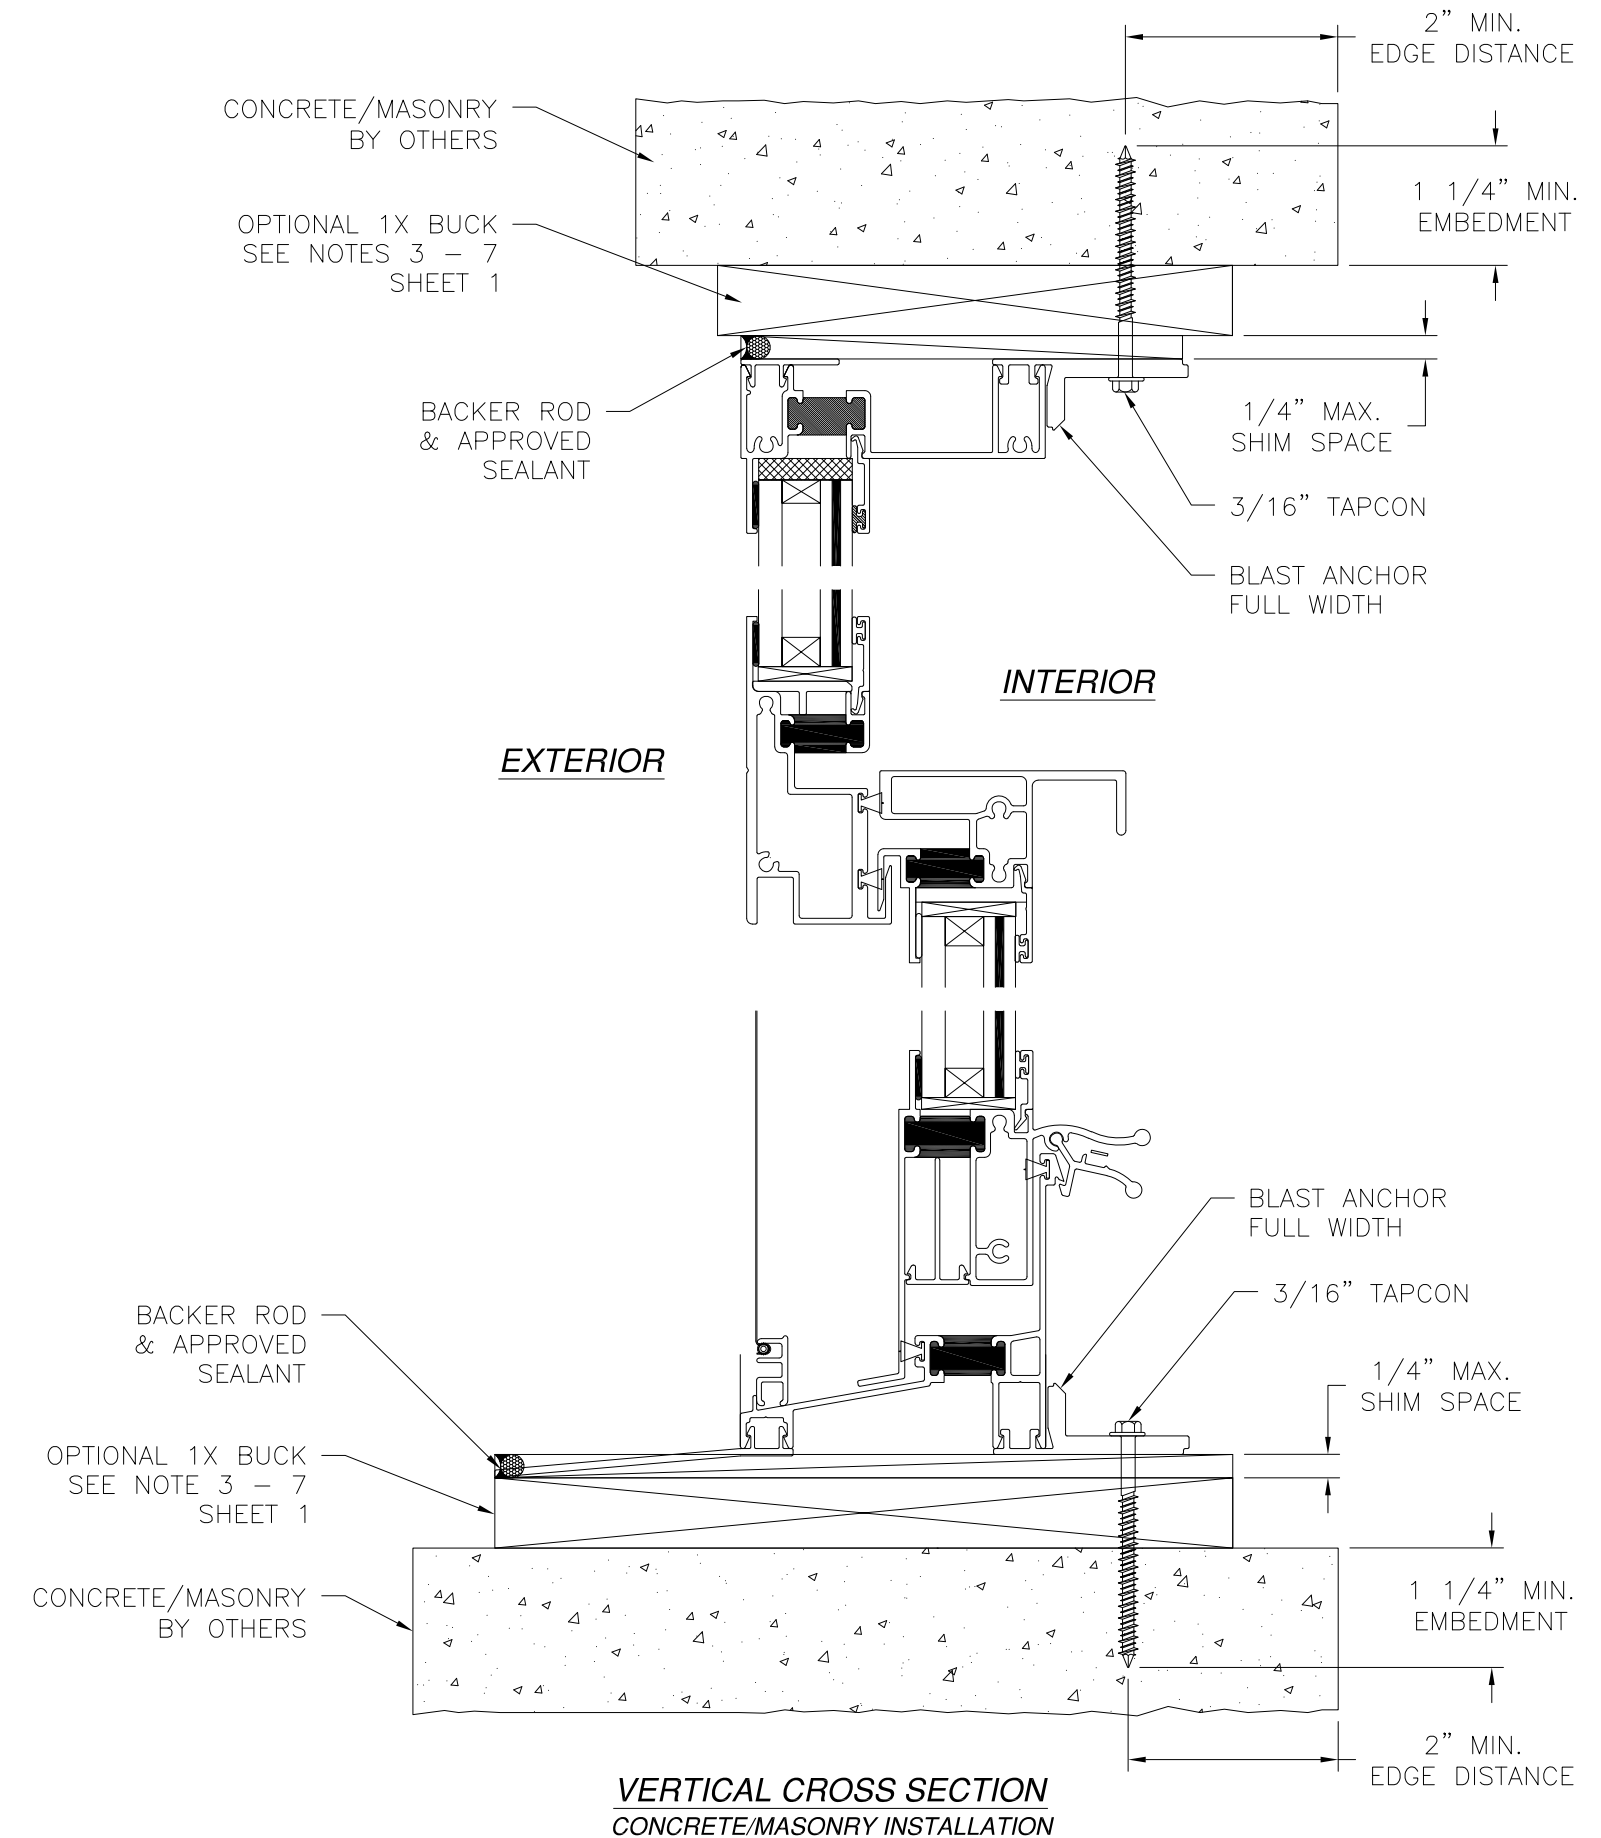 2” MIN.
EDGE DISTANCE
CONCRETE/MASONRY
BY OTHERS
1 1/4” MIN.
EMBEDMENT
OPTIONAL 1X BUCK
SEE NOTES 3 – 7
SHEET 1
BACKER ROD
& APPROVED
SEALANT
1/4” MAX.
SHIM SPACE
3/16” TAPCON
BLAST ANCHOR
FULL WIDTH
INTERIOR
EXTERIOR
BLAST ANCHOR
FULL WIDTH
3/16” TAPCON
BACKER ROD
& APPROVED
SEALANT
1/4” MAX.
SHIM SPACE
OPTIONAL 1X BUCK
SEE NOTE 3 – 7
SHEET 1
CONCRETE/MASONRY
BY OTHERS
1 1/4” MIN.
EMBEDMENT
2” MIN.
EDGE DISTANCE
VERTICAL CROSS SECTION
CONCRETE/MASONRY INSTALLATION